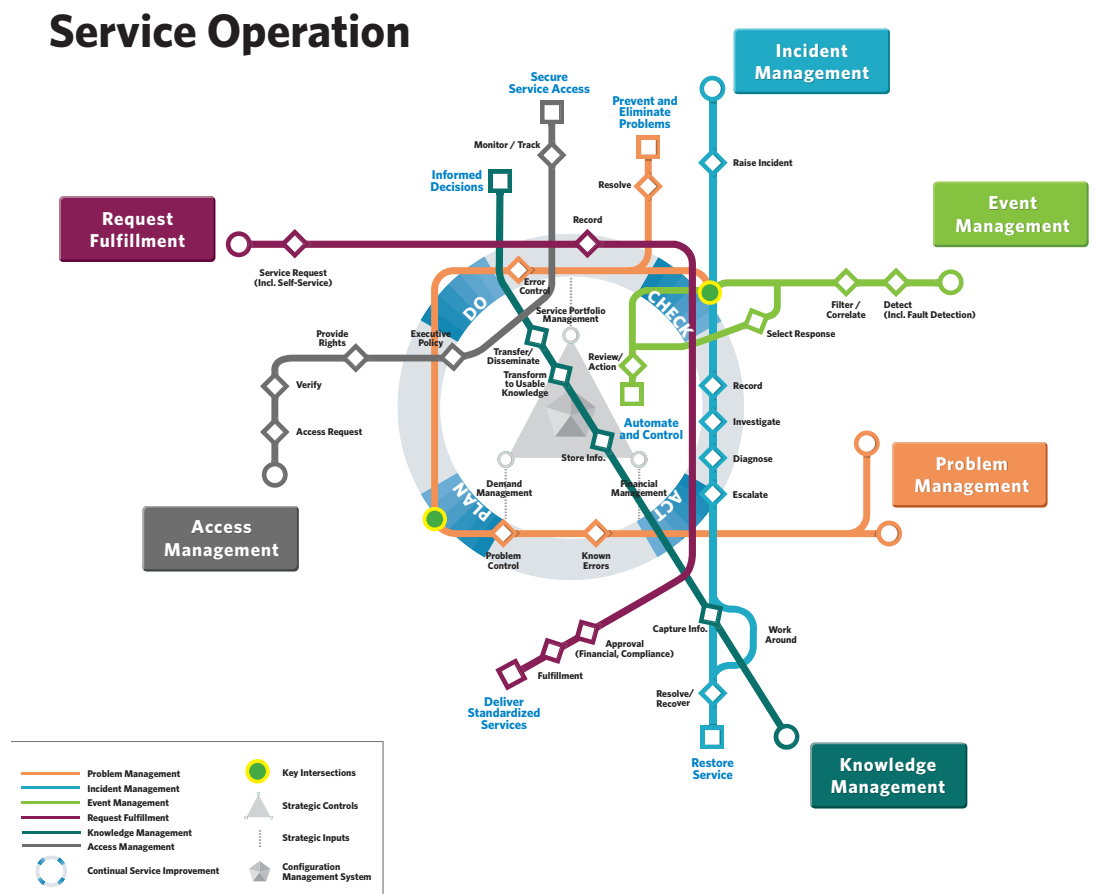 Service Operation
Incident
Management
Secure
Service Access
Prevent and
Eliminate
Problems
Monitor / Track
Raise Incident
Informed
Decisions
Resolve
Event
Management
Request
Fulfillment
Record
Service Request
(Incl. Self-Service)
Error
Control
DO
CHECK
Service Portfolio
Management
Filter /
Correlate
Detect
(Incl. Fault Detection)
Select Response
Provide
Rights
Executive
Policy
Transfer/
Disseminate
Review/
Action
Transform
to Usable
Knowledge
Verify
Record
Automate
and Control
Investigate
Access Request
Store Info.
Diagnose
Problem
Management
Demand
Management
Financial
Management
Escalate
PLAN
ACT
Access
Management
Problem
Control
Known
Errors
Capture Info.
Work
Around
Approval
(Financial, Compliance)
Fulfillment
Resolve/
Recover
Deliver
Standardized
Services
Restore
Service
Knowledge
Management
Problem Management
Incident Management
Event Management
Request Fulfillment
Knowledge Management
Access Management
Continual Service Improvement
Key Intersections
Strategic Controls
Strategic Inputs
Configuration
Management System